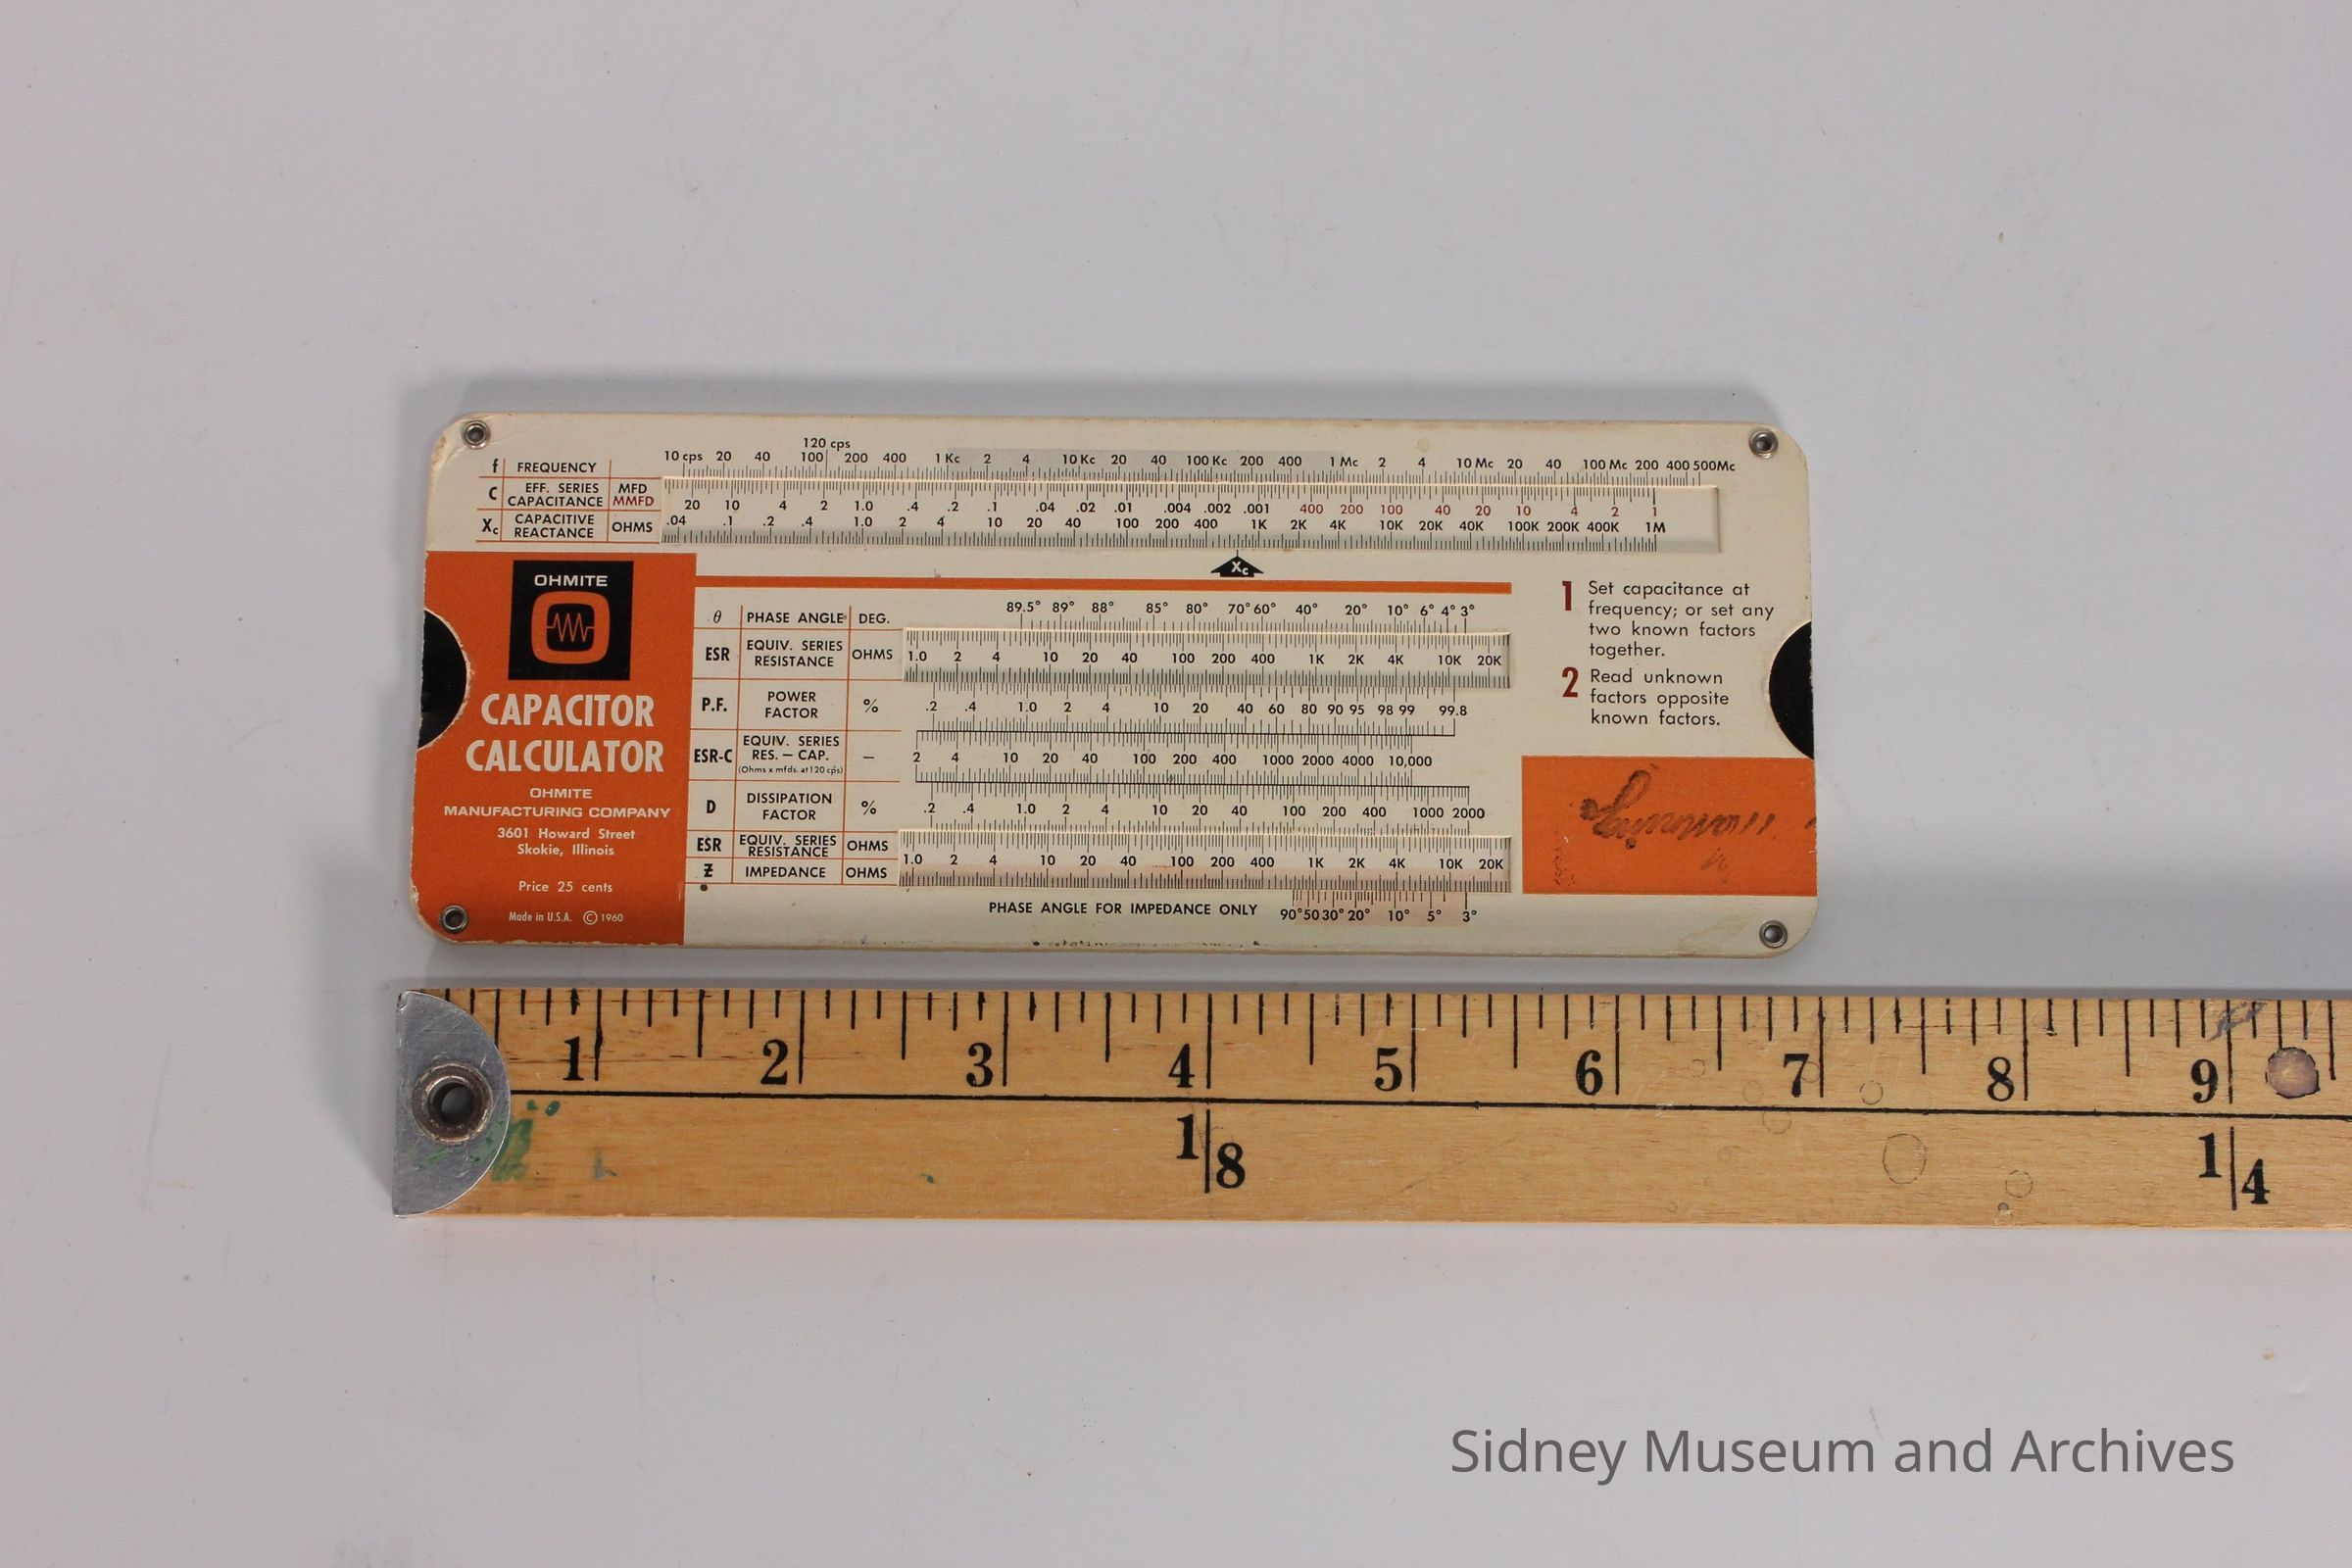 120 cps
10 cps 20 40 100 200 400 1 Kc 2 4 10 Kc 20 40 100 Kc 200 400 1 Mc 2 4 10 Mc 20 40 100 Mc 200 400 500Mc
f FREQUENCY
C EFF. SERIES CAPACITANCE MFD MMFD
20 10 4 2 1.0 .4 .2 .1 .04 .02 .01 .004 .002 .001 400 200 100 40 20 10 4 2 1
Xc CAPACITIVE REACTANCE OHMS
.04 .1 .2 .4 1.0 2 4 10 20 40 100 200 400 1K 2K 4K 10K 20K 40K 100K 200K 400K 1M
Xc
OHMITE
CAPACITOR
CALCULATOR
OHMITE
MANUFACTURING COMPANY
3601 Howard Street
Skokie, Illinois
Price 25 cents
Made in U.S.A. © 1960
θ PHASE ANGLE DEG.
89.5° 89° 88° 85° 80° 70° 60° 40° 20° 10° 6° 4° 3°
ESR EQUIV. SERIES RESISTANCE OHMS
1.0 2 4 10 20 40 100 200 400 1K 2K 4K 10K 20K
P.F. POWER FACTOR %
.2 .4 1.0 2 4 10 20 40 60 80 90 95 98 99 99.8
ESR-C EQUIV. SERIES RES. – CAP. (Ohms x mfds. at 120 cps) –
2 4 10 20 40 100 200 400 1000 2000 4000 10,000
D DISSIPATION FACTOR %
.2 .4 1.0 2 4 10 20 40 100 200 400 1000 2000
ESR EQUIV. SERIES RESISTANCE OHMS
1.0 2 4 10 20 40 100 200 400 1K 2K 4K 10K 20K
Z IMPEDANCE OHMS
PHASE ANGLE FOR IMPEDANCE ONLY 90° 50 30° 20° 10° 5° 3°
1 Set capacitance at
frequency; or set any
two known factors
together.
2 Read unknown
factors opposite
known factors.
1 2 3 4 5 6 7 8 9
1 8 1 4
Sidney Museum and Archives